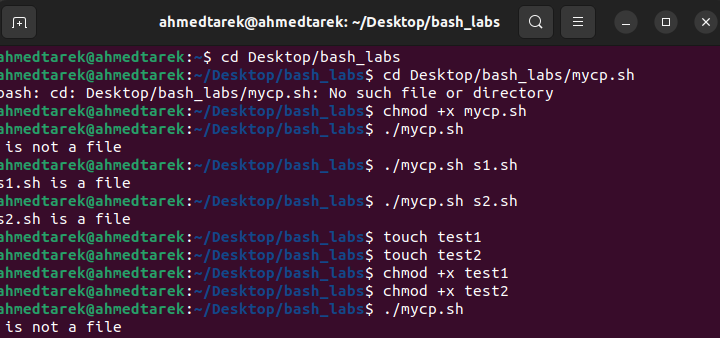 ahmedtarek@ahmedtarek: ~/Desktop/bash_labs
ahmedtarek@ahmedtarek:~$ cd Desktop/bash_labs
ahmedtarek@ahmedtarek:~/Desktop/bash_labs$ cd Desktop/bash_labs/mycp.sh
bash: cd: Desktop/bash_labs/mycp.sh: No such file or directory
ahmedtarek@ahmedtarek:~/Desktop/bash_labs$ chmod +x mycp.sh
ahmedtarek@ahmedtarek:~/Desktop/bash_labs$ ./mycp.sh
is not a file
ahmedtarek@ahmedtarek:~/Desktop/bash_labs$ ./mycp.sh s1.sh
s1.sh is a file
ahmedtarek@ahmedtarek:~/Desktop/bash_labs$ ./mycp.sh s2.sh
s2.sh is a file
ahmedtarek@ahmedtarek:~/Desktop/bash_labs$ touch test1
ahmedtarek@ahmedtarek:~/Desktop/bash_labs$ touch test2
ahmedtarek@ahmedtarek:~/Desktop/bash_labs$ chmod +x test1
ahmedtarek@ahmedtarek:~/Desktop/bash_labs$ chmod +x test2
ahmedtarek@ahmedtarek:~/Desktop/bash_labs$ ./mycp.sh
is not a file